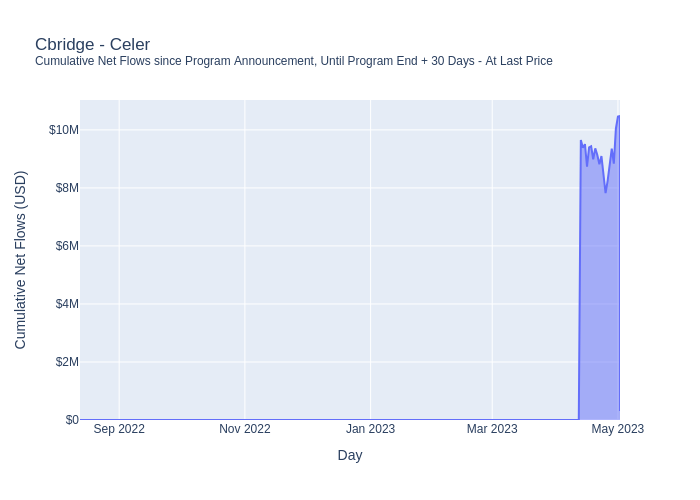 Cbridge - Celer
Cumulative Net Flows since Program Announcement, Until Program End + 30 Days - At Last Price
Cumulative Net Flows (USD)
$10M
$8M
$6M
$4M
$2M
$0
Sep 2022
Nov 2022
Jan 2023
Mar 2023
May 2023
Day